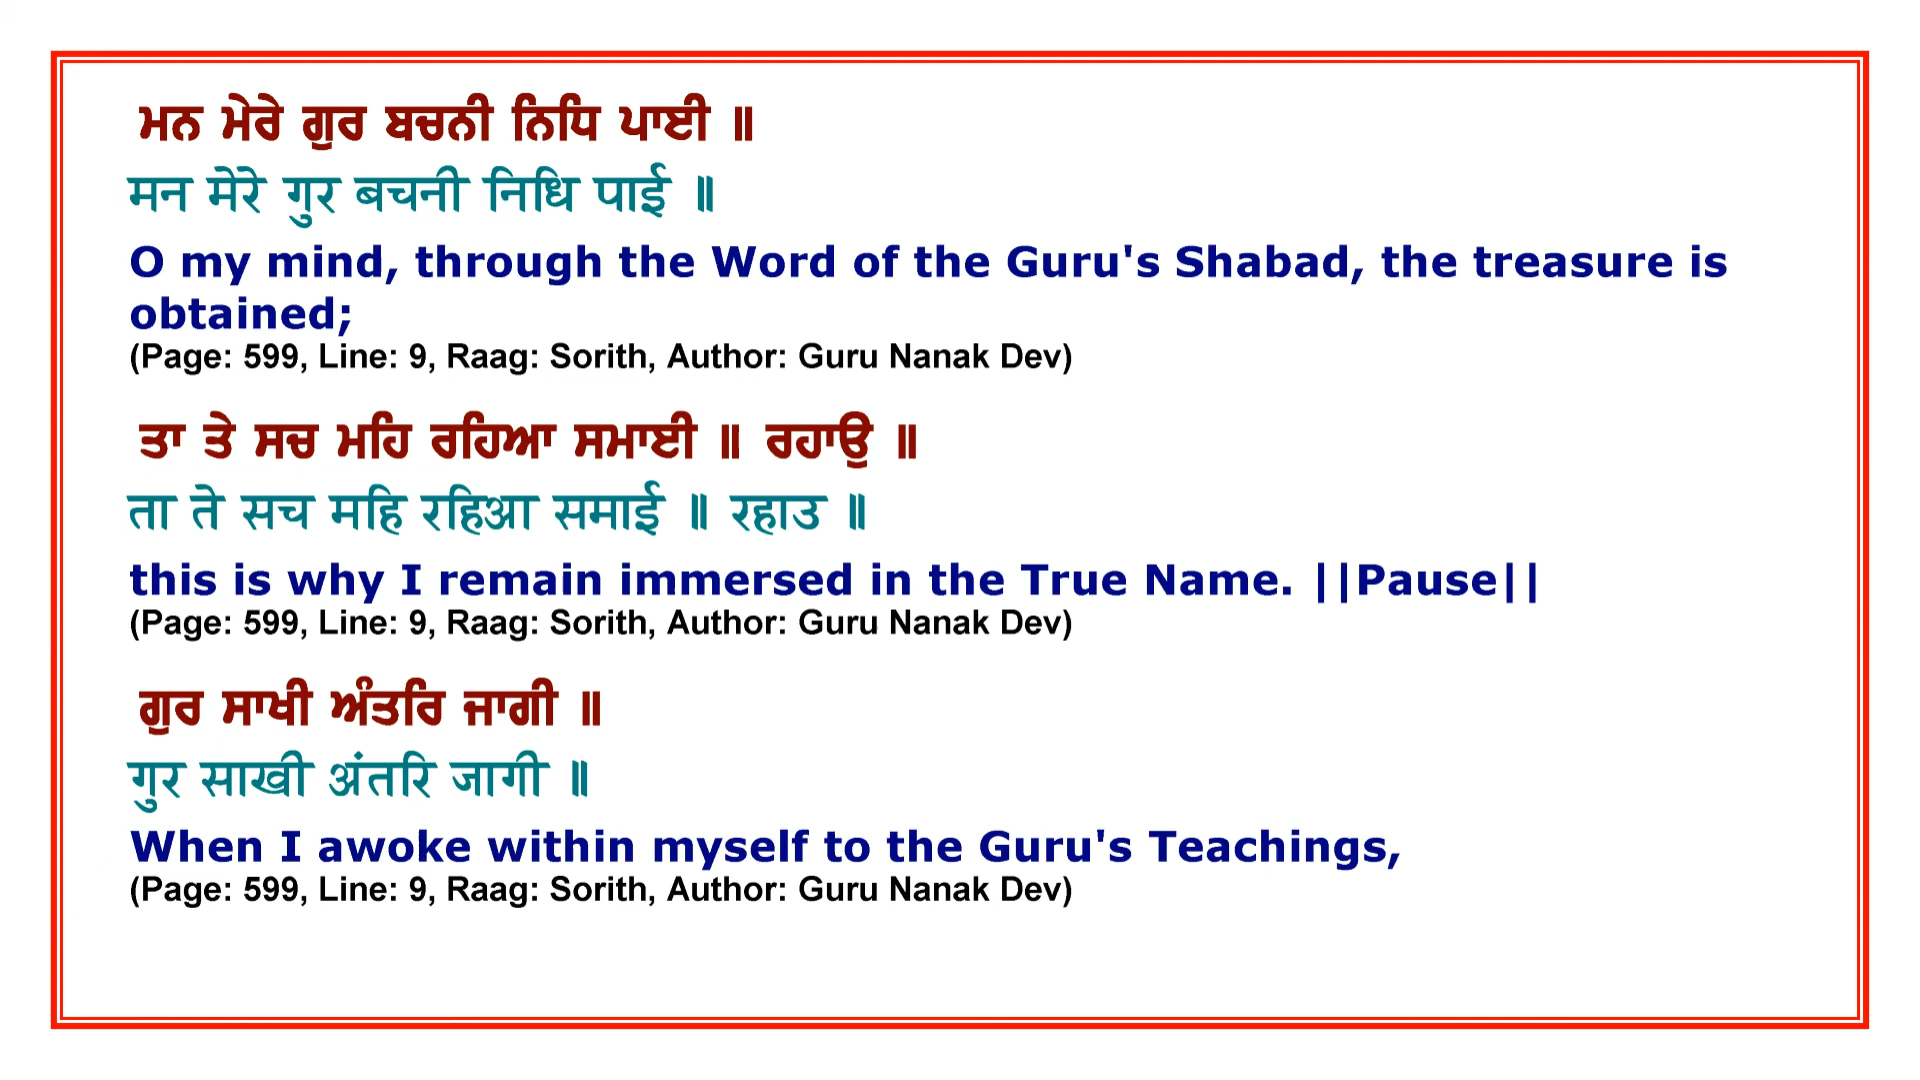 ਮਨ ਮੇਰੇ ਗੁਰ ਬਚਨੀ ਨਿਧਿ ਪਾਈ ॥
मन मेरे गुर बचनी निधि पाई ॥
O my mind, through the Word of the Guru's Shabad, the treasure is
obtained;
(Page: 599, Line: 9, Raag: Sorith, Author: Guru Nanak Dev)
ਤਾ ਤੇ ਸਚ ਮਹਿ ਰਹਿਆ ਸਮਾਈ ॥ ਰਹਾਉ ॥
ता ते सच महि रहिआ समाई ॥ रहाउ ॥
this is why I remain immersed in the True Name. ||Pause||
(Page: 599, Line: 9, Raag: Sorith, Author: Guru Nanak Dev)
ਗੁਰ ਸਾਖੀ ਅੰਤਰਿ ਜਾਗੀ ॥
गुर साखी अंतरि जागी ॥
When I awoke within myself to the Guru's Teachings,
(Page: 599, Line: 9, Raag: Sorith, Author: Guru Nanak Dev)